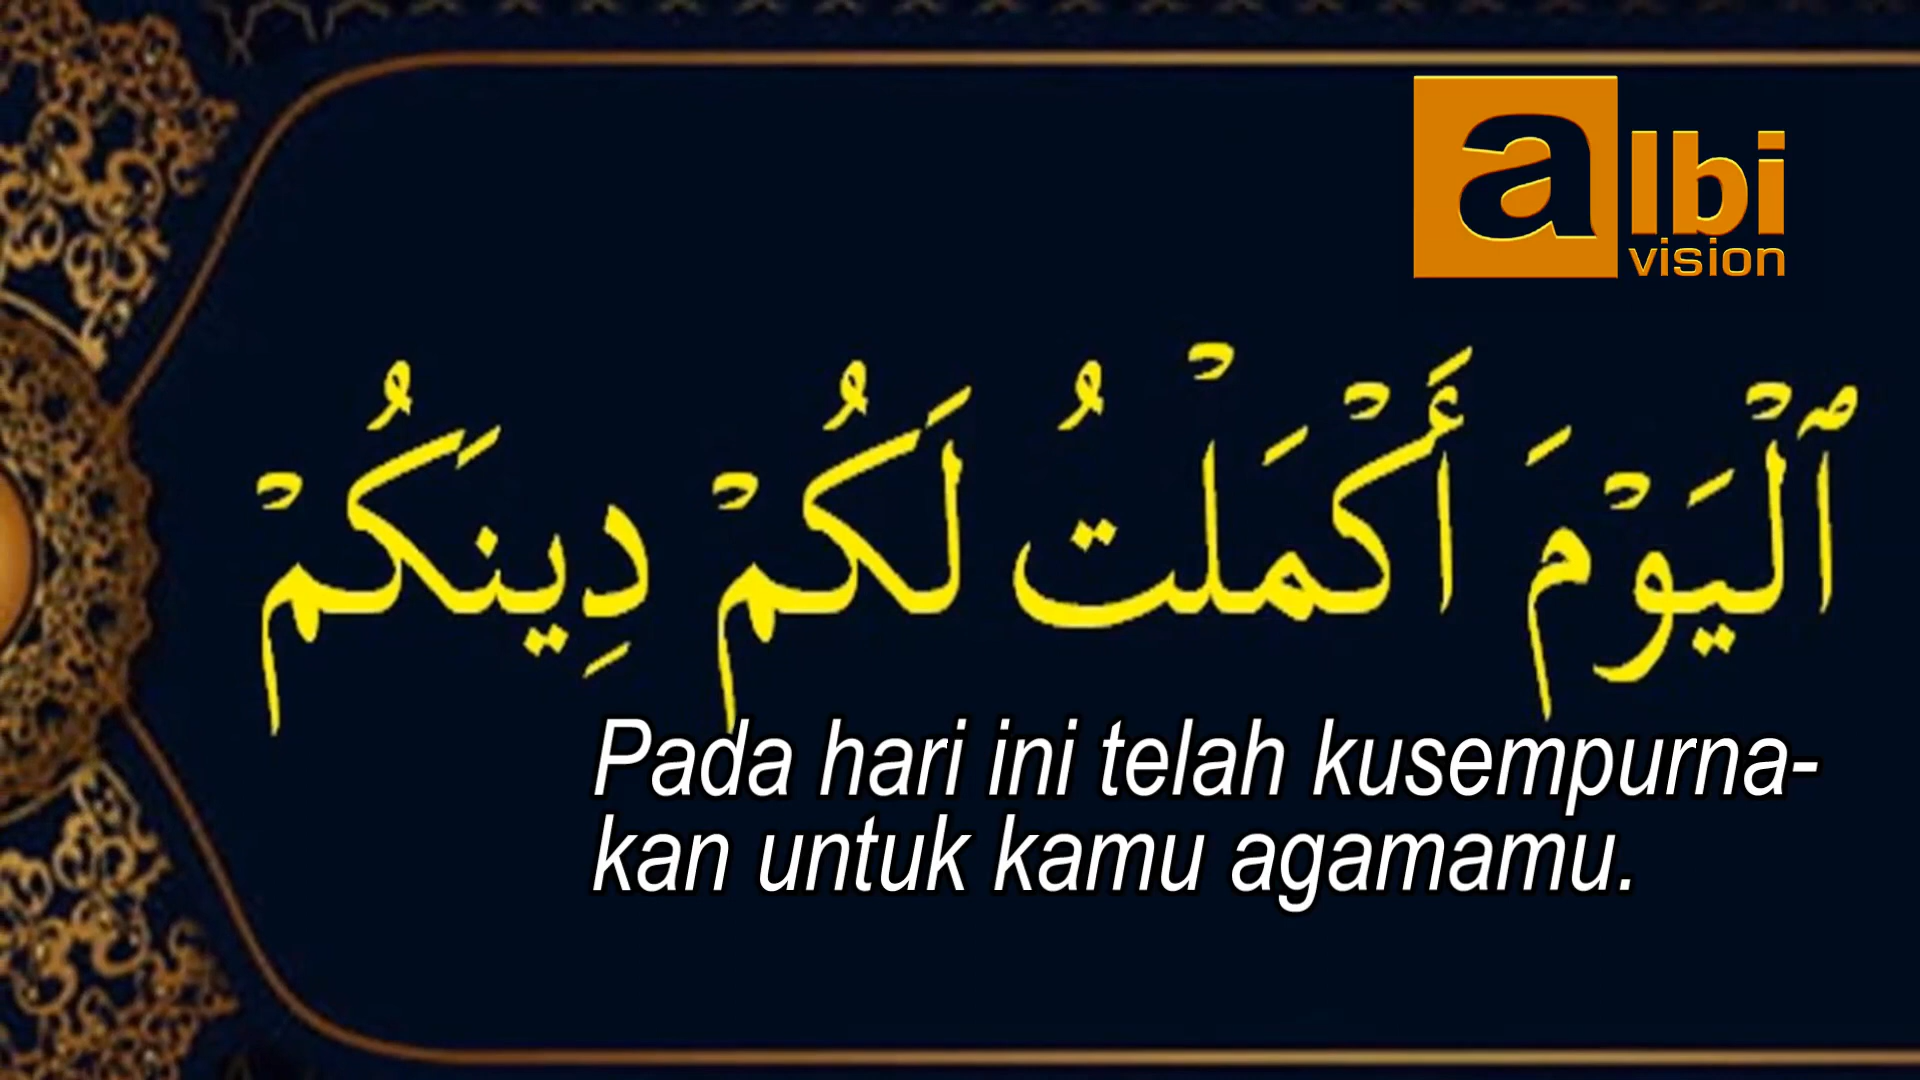 albi
vision
ٱلْيَوْمَ أَكْمَلْتُ لَكُمْ دِينَكُمْ
Pada hari ini telah kusempurna-
kan untuk kamu agamamu.